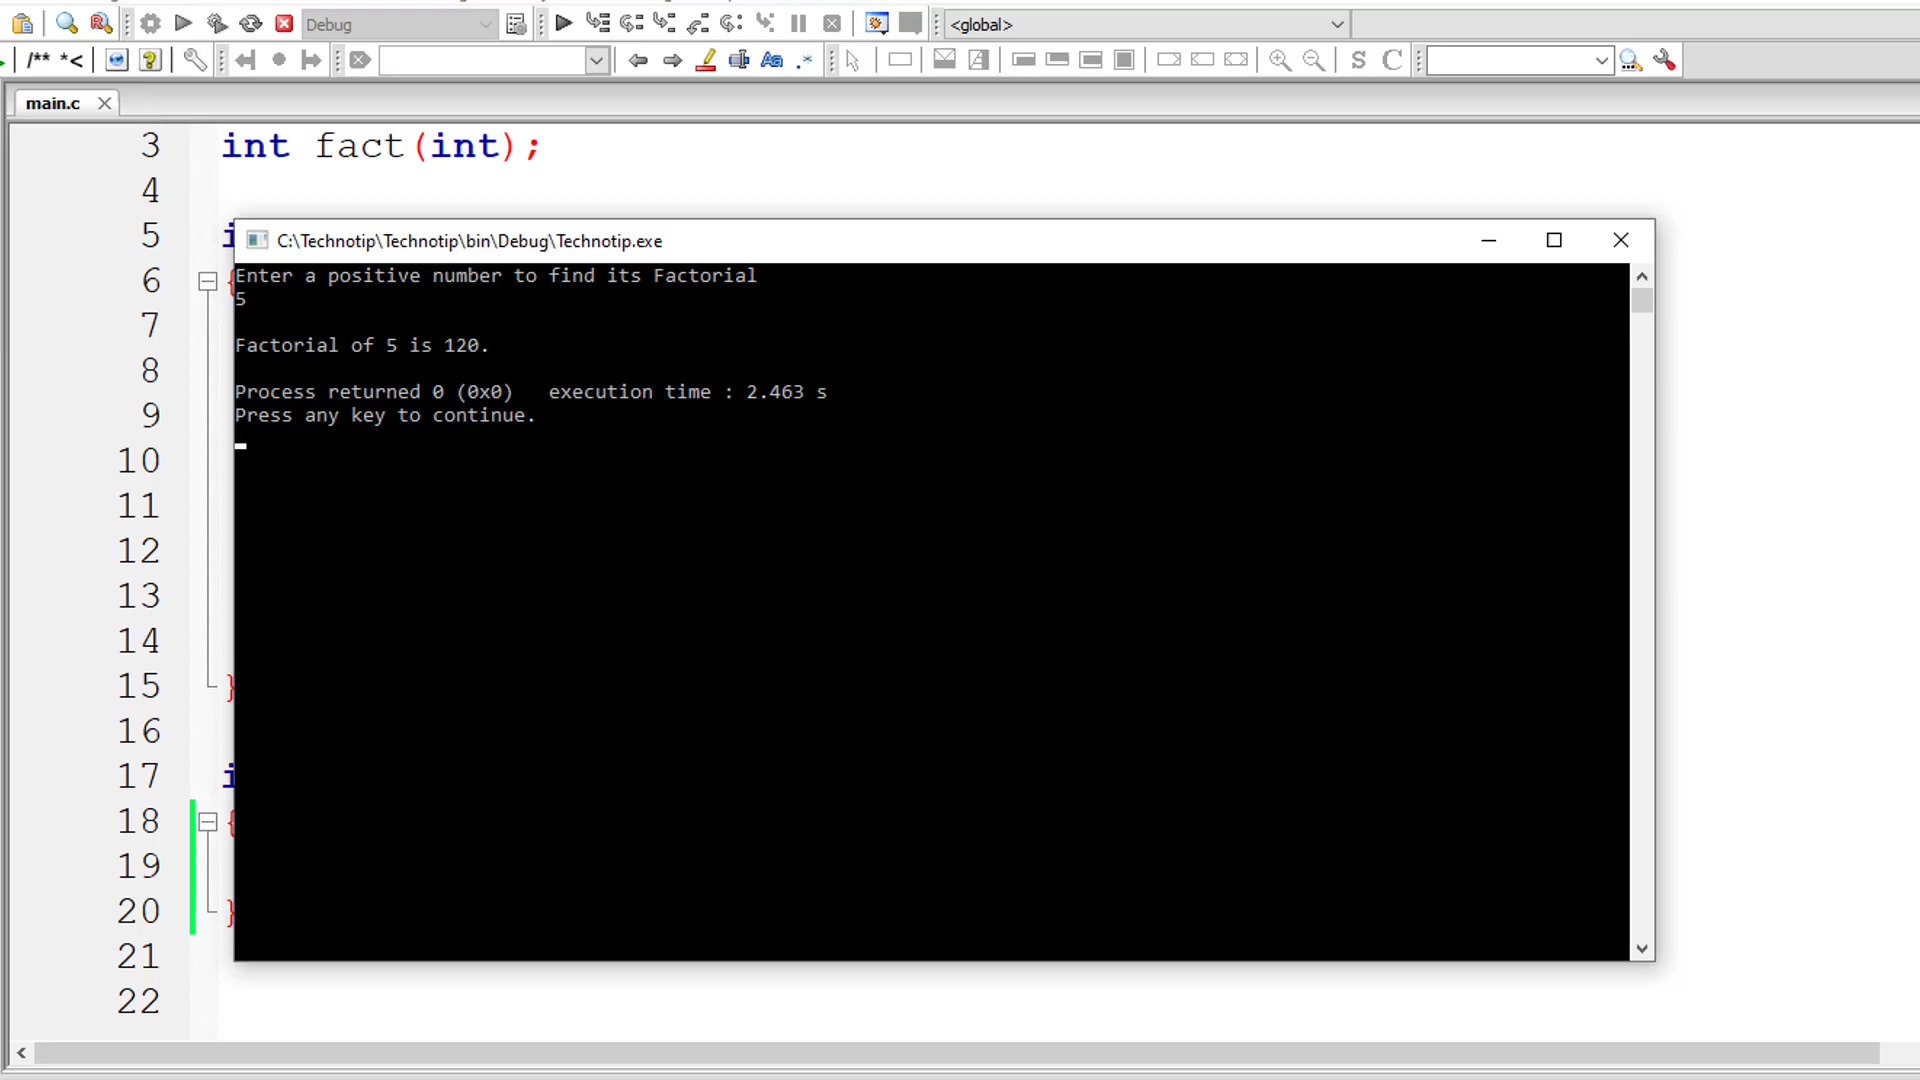 Debug
<global>
/** *<
Aa .*
S C
main.c
3 int fact(int);
4
C:\Technotip\Technotip\bin\Debug\Technotip.exe
5 i
6 {
Enter a positive number to find its Factorial
5
7
Factorial of 5 is 120.
8
Process returned 0 (0x0)   execution time : 2.463 s
9
Press any key to continue.
10
11
12
13
14
15 }
16
17 i
18 {
19
20 }
21
22